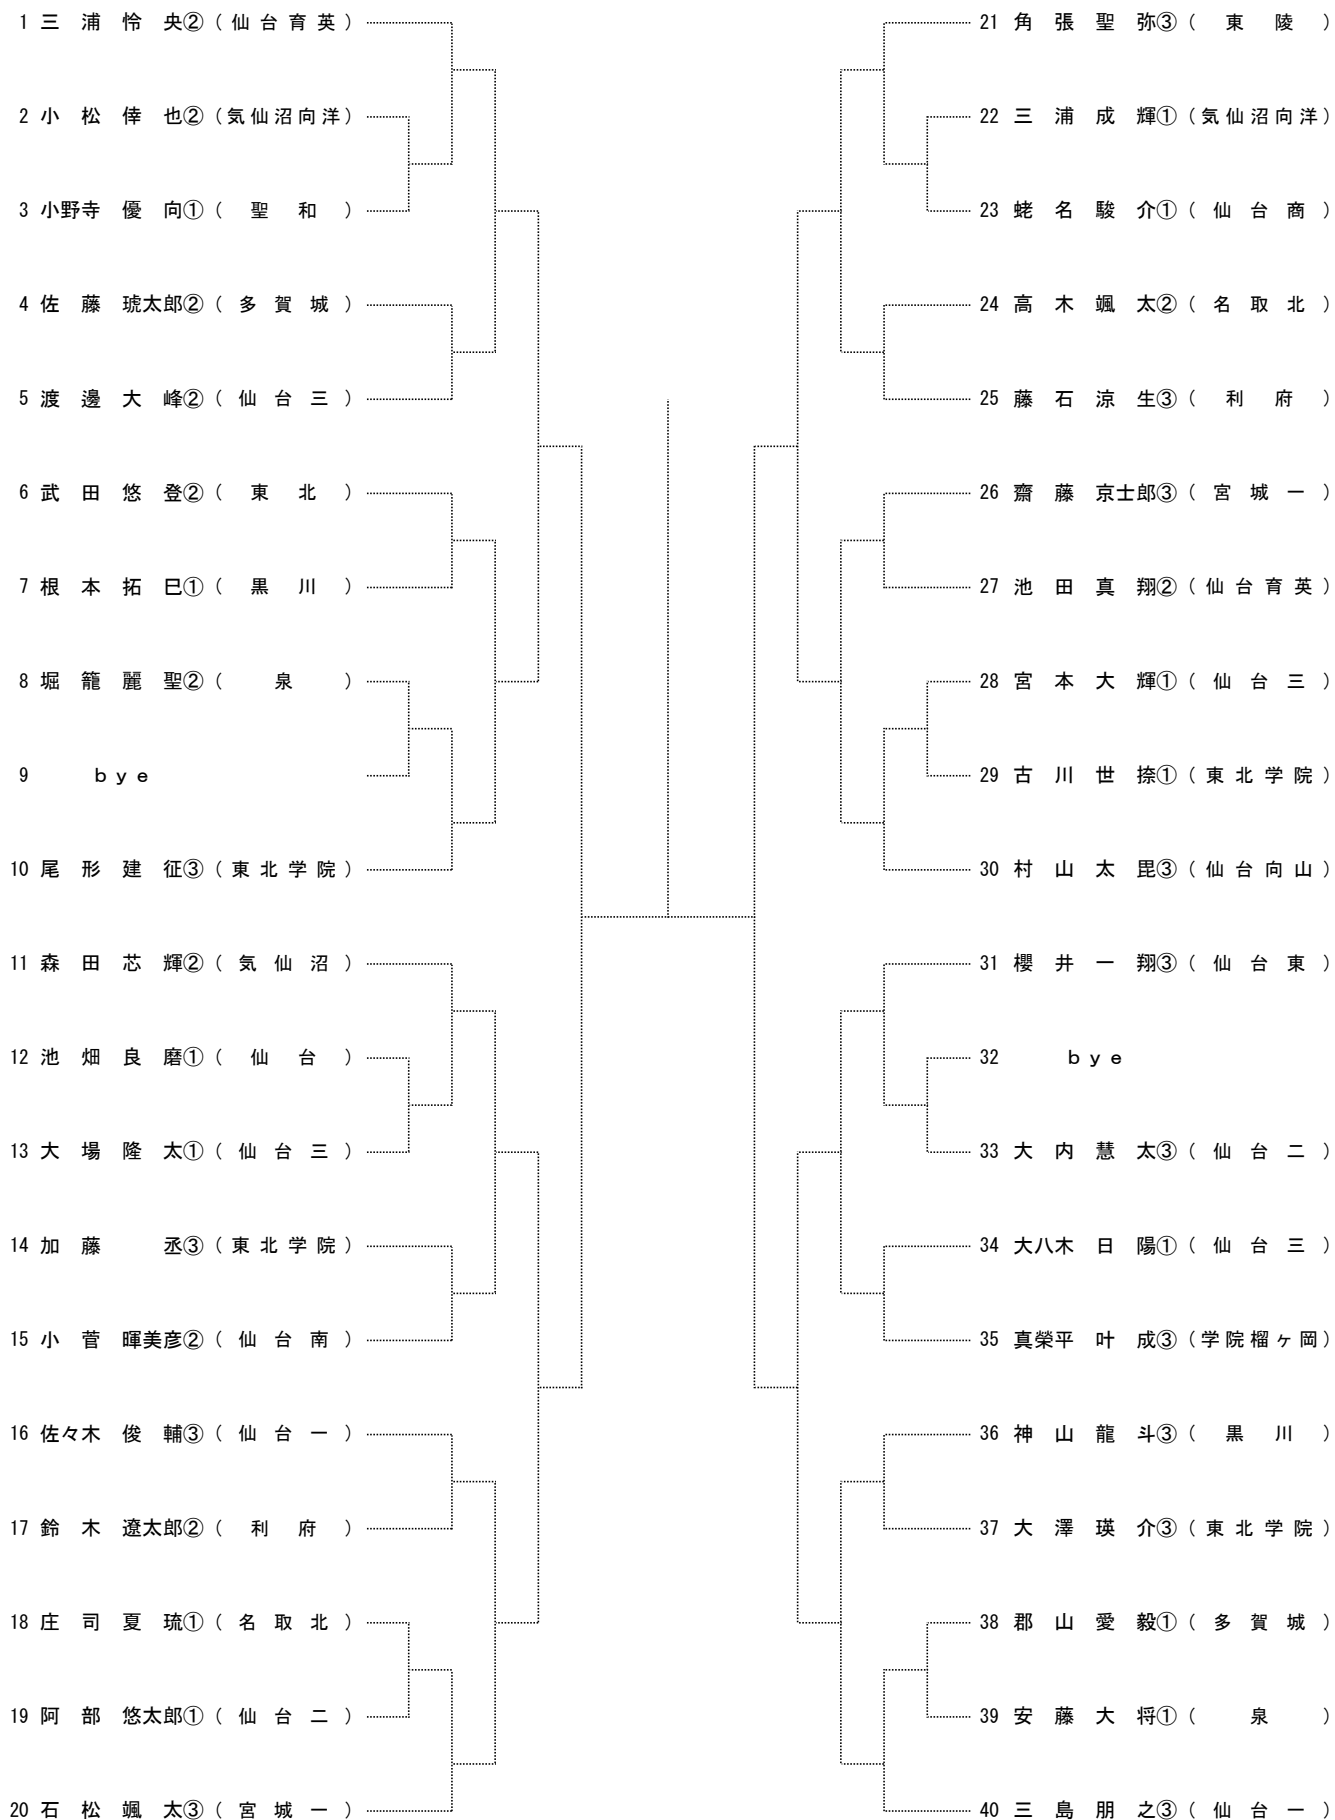 1 三 浦 怜 央② ( 仙 台 育 英 )
2 小 松 倖 也② ( 気 仙 沼 向 洋 )
3 小野寺 優 向① ( 聖 和 )
4 佐 藤 琥太郎② ( 多 賀 城 )
5 渡 邊 大 峰② ( 仙 台 三 )
6 武 田 悠 登② ( 東 北 )
7 根 本 拓 巳① ( 黒 川 )
8 堀 籠 麗 聖② ( 泉 )
9 b y e
10 尾 形 建 征③ ( 東 北 学 院 )
11 森 田 芯 輝② ( 気 仙 沼 )
12 池 畑 良 磨① ( 仙 台 )
13 大 場 隆 太① ( 仙 台 三 )
14 加 藤 丞③ ( 東 北 学 院 )
15 小 菅 暉美彦② ( 仙 台 南 )
16 佐々木 俊 輔③ ( 仙 台 一 )
17 鈴 木 遼太郎② ( 利 府 )
18 庄 司 夏 琉① ( 名 取 北 )
19 阿 部 悠太郎① ( 仙 台 二 )
20 石 松 颯 太③ ( 宮 城 一 )
21 角 張 聖 弥③ ( 東 陵 )
22 三 浦 成 輝① ( 気 仙 沼 向 洋 )
23 蛯 名 駿 介① ( 仙 台 商 )
24 高 木 颯 太② ( 名 取 北 )
25 藤 石 涼 生③ ( 利 府 )
26 齋 藤 京士郎③ ( 宮 城 一 )
27 池 田 真 翔② ( 仙 台 育 英 )
28 宮 本 大 輝① ( 仙 台 三 )
29 古 川 世 捺① ( 東 北 学 院 )
30 村 山 太 毘③ ( 仙 台 向 山 )
31 櫻 井 一 翔③ ( 仙 台 東 )
32 b y e
33 大 内 慧 太③ ( 仙 台 二 )
34 大八木 日 陽① ( 仙 台 三 )
35 真榮平 叶 成③ ( 学 院 榴 ヶ 岡 )
36 神 山 龍 斗③ ( 黒 川 )
37 大 澤 瑛 介③ ( 東 北 学 院 )
38 郡 山 愛 毅① ( 多 賀 城 )
39 安 藤 大 将① ( 泉 )
40 三 島 朋 之③ ( 仙 台 一 )